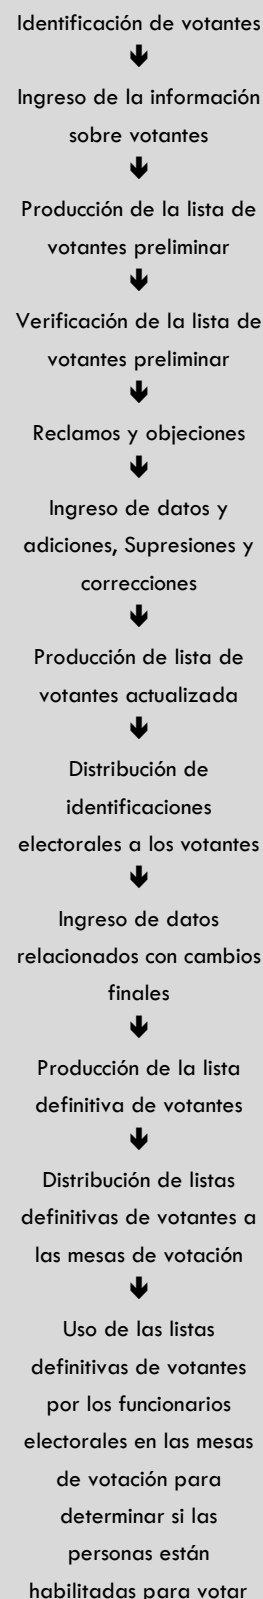 Identificación de votantes
🡻
Ingreso de la información
sobre votantes
🡻
Producción de la lista de
votantes preliminar
🡻
Verificación de la lista de
votantes preliminar
🡻
Reclamos y objeciones
🡻
Ingreso de datos y
adiciones, Supresiones y
correcciones
🡻
Producción de lista de
votantes actualizada
🡻
Distribución de
identificaciones
electorales a los votantes
🡻
Ingreso de datos
relacionados con cambios
finales
🡻
Producción de la lista
definitiva de votantes
🡻
Distribución de listas
definitivas de votantes a
las mesas de votación
🡻
Uso de las listas
definitivas de votantes
por los funcionarios
electorales en las mesas
de votación para
determinar si las
personas están
habilitadas para votar